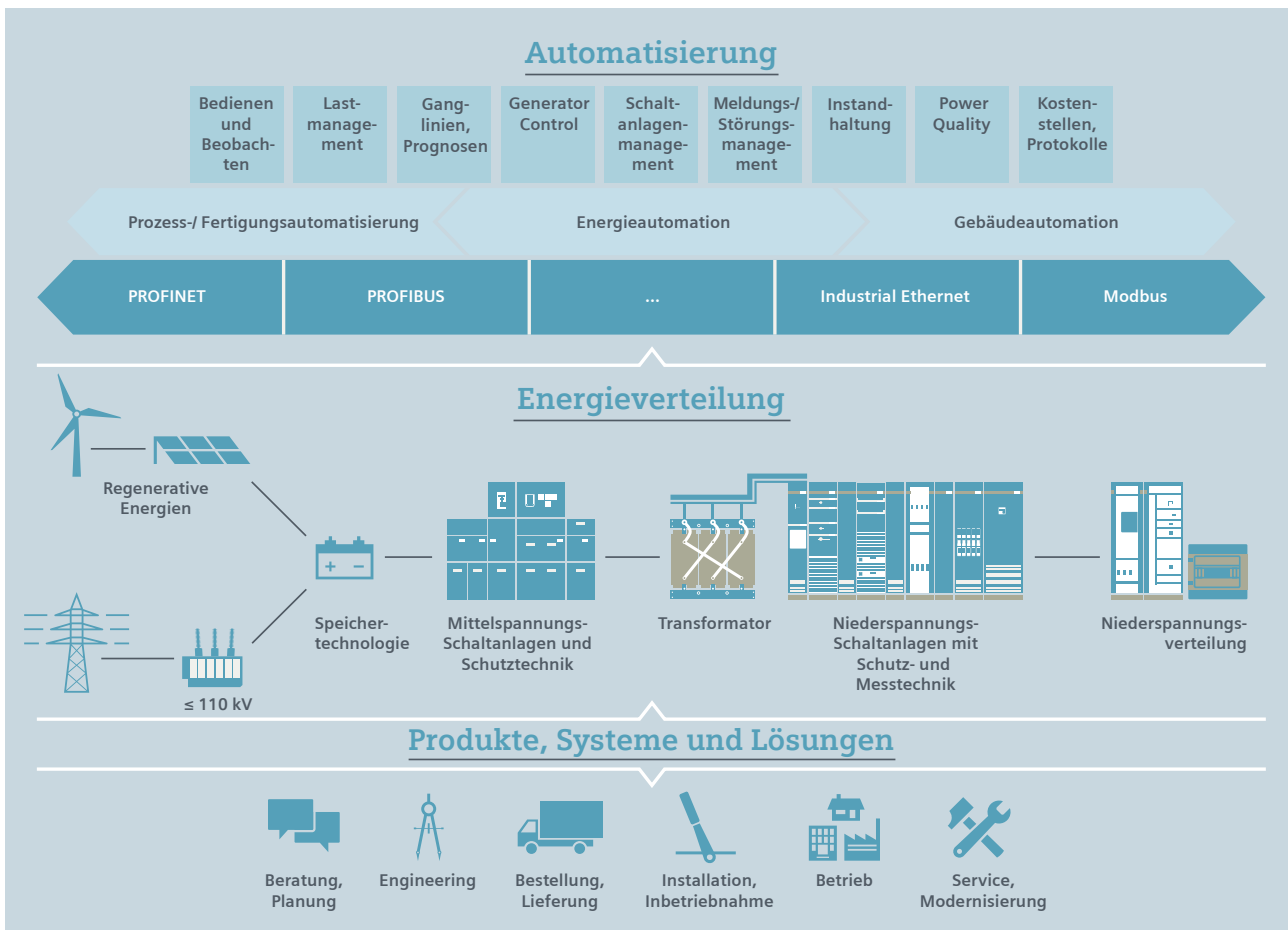 Automatisierung
Bedienen
und
Beobach-
ten
Last-
manage-
ment
Gang-
linien,
Prognosen
Generator
Control
Schalt-
anlagen-
manage-
ment
Meldungs-/
Störungs-
manage-
ment
Instand-
haltung
Power
Quality
Kosten-
stellen,
Protokolle
Prozess-/ Fertigungsautomatisierung
Energieautomation
Gebäudeautomation
PROFINET
PROFIBUS
...
Industrial Ethernet
Modbus
Energieverteilung
Regenerative
Energien
≤ 110 kV
Speicher-
technologie
Mittelspannungs-
Schaltanlagen und
Schutztechnik
Transformator
Niederspannungs-
Schaltanlagen mit
Schutz- und
Messtechnik
Niederspannungs-
verteilung
Produkte, Systeme und Lösungen
Beratung,
Planung
Engineering
Bestellung,
Lieferung
Installation,
Inbetriebnahme
Betrieb
Service,
Modernisierung